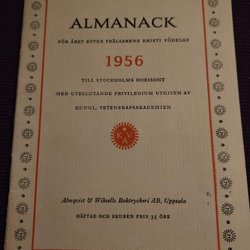 ALMANACK
FÖR ÅRET EFTER FRÄLSARENS KRISTI FÖDELSE
1956
TILL STOCKHOLMS HORISONT
MED UTESLUTANDE PRIVILEGIUM UTGIVEN AV
KUNGL. VETENSKAPSAKADEMIEN
Almqvist & Wiksells Boktryckeri AB, Uppsala
HÄFTAD OCH SKUREN PRIS 35 ÖRE